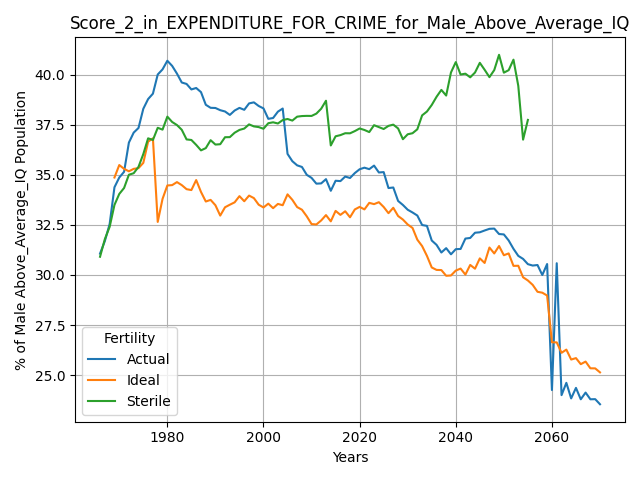 Score_2_in_EXPENDITURE_FOR_CRIME_for_Male_Above_Average_IQ
% of Male Above_Average_IQ Population
40.0
37.5
35.0
32.5
30.0
27.5
25.0
Fertility
Actual
Ideal
Sterile
1980 2000 2020 2040 2060
Years